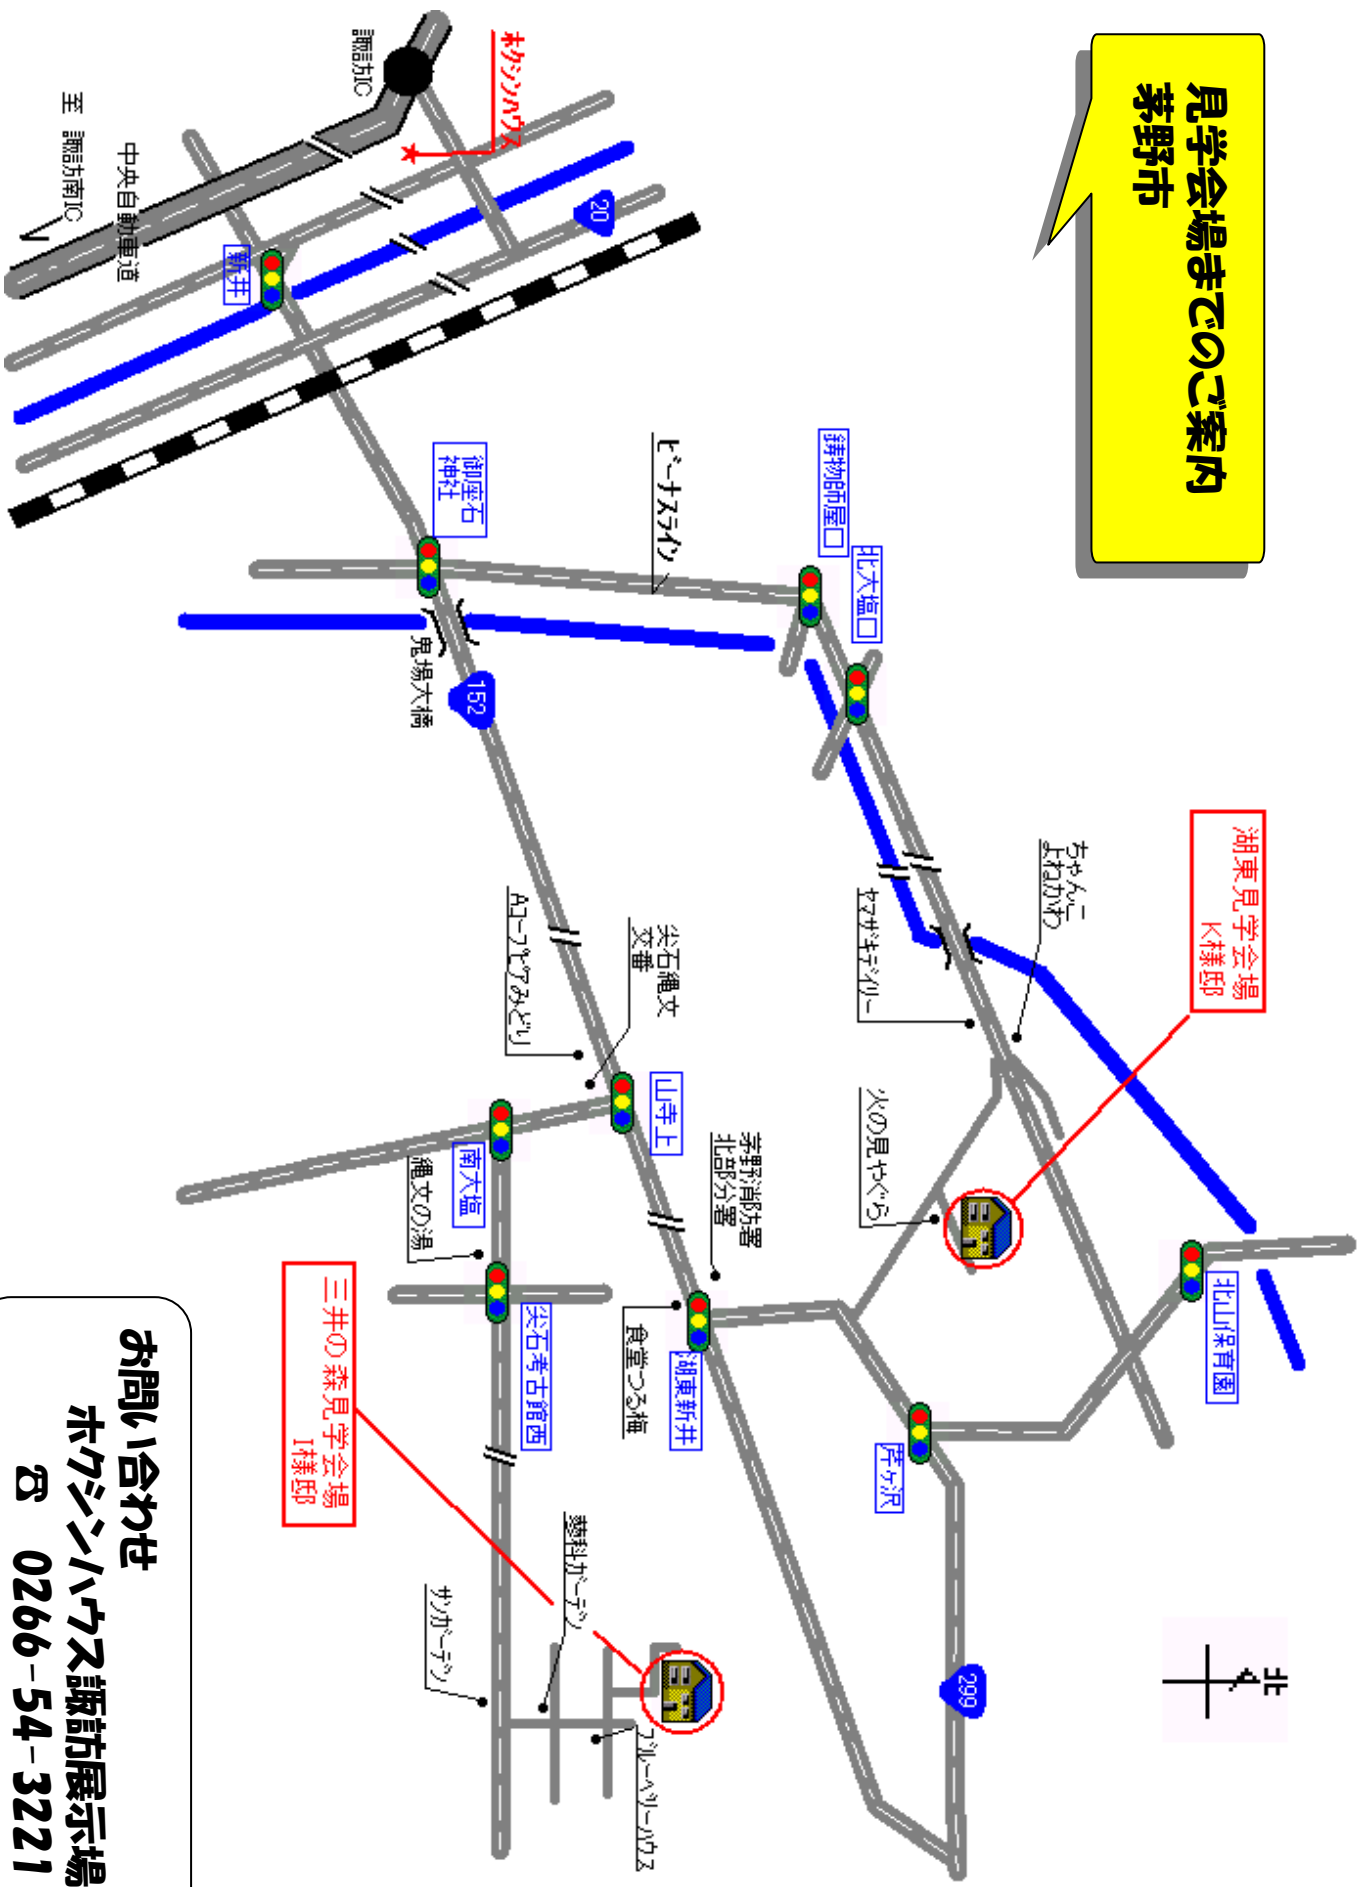 見学会場までのご案内
茅野市
ホクシンハウス
諏訪IC
至 諏訪南IC
中央自動車道
新井
20
御座石
神社
ビーナスライン
鋳物師屋口
北大塩口
鬼場大橋
152
湖東見学会場
K様邸
ちゃんこ
よねがわ
ヤマザキデイリー
Aコープピアみどり
尖石縄文
交番
山寺上
火の見やぐら
茅野消防署
北部分署
南大塩
縄文の湯
北山保育園
湖東新井
食堂つる梅
尖石考古館西
芹ヶ沢
三井の森見学会場
I様邸
蓼科ガーデン
サンガーデン
ブルーベリーハウス
299
北
お問い合わせ
ホクシンハウス諏訪展示場
☎ 0266-54-3221